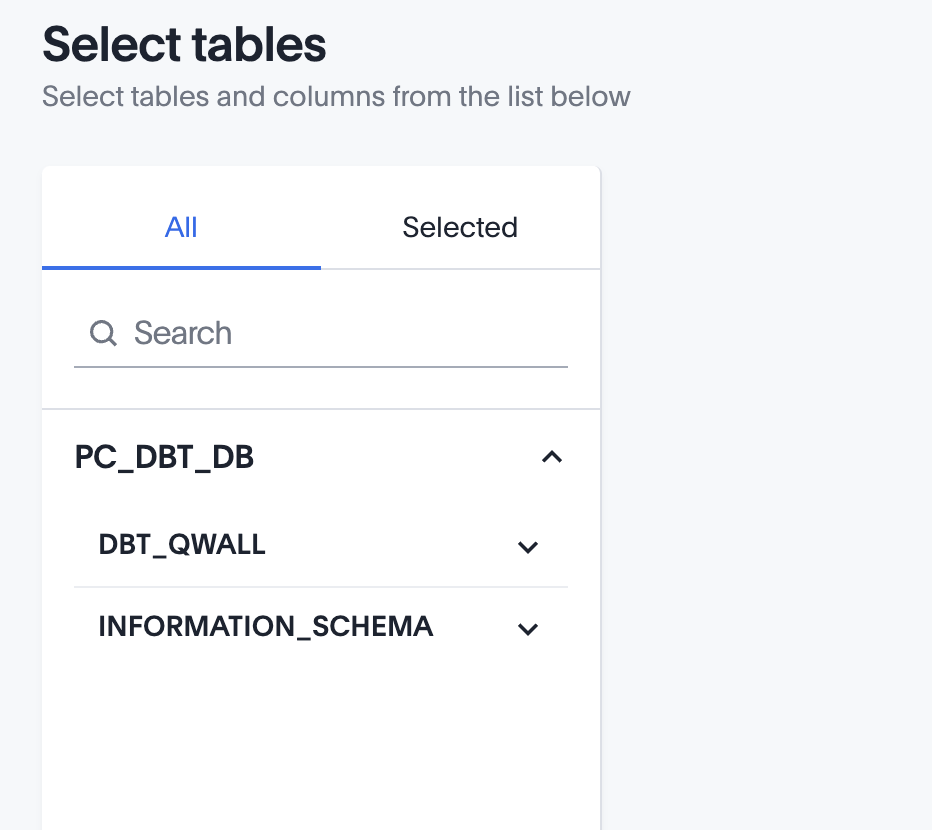 Select tables
Select tables and columns from the list below
All
Selected
Search
PC_DBT_DB
DBT_QWALL
INFORMATION_SCHEMA